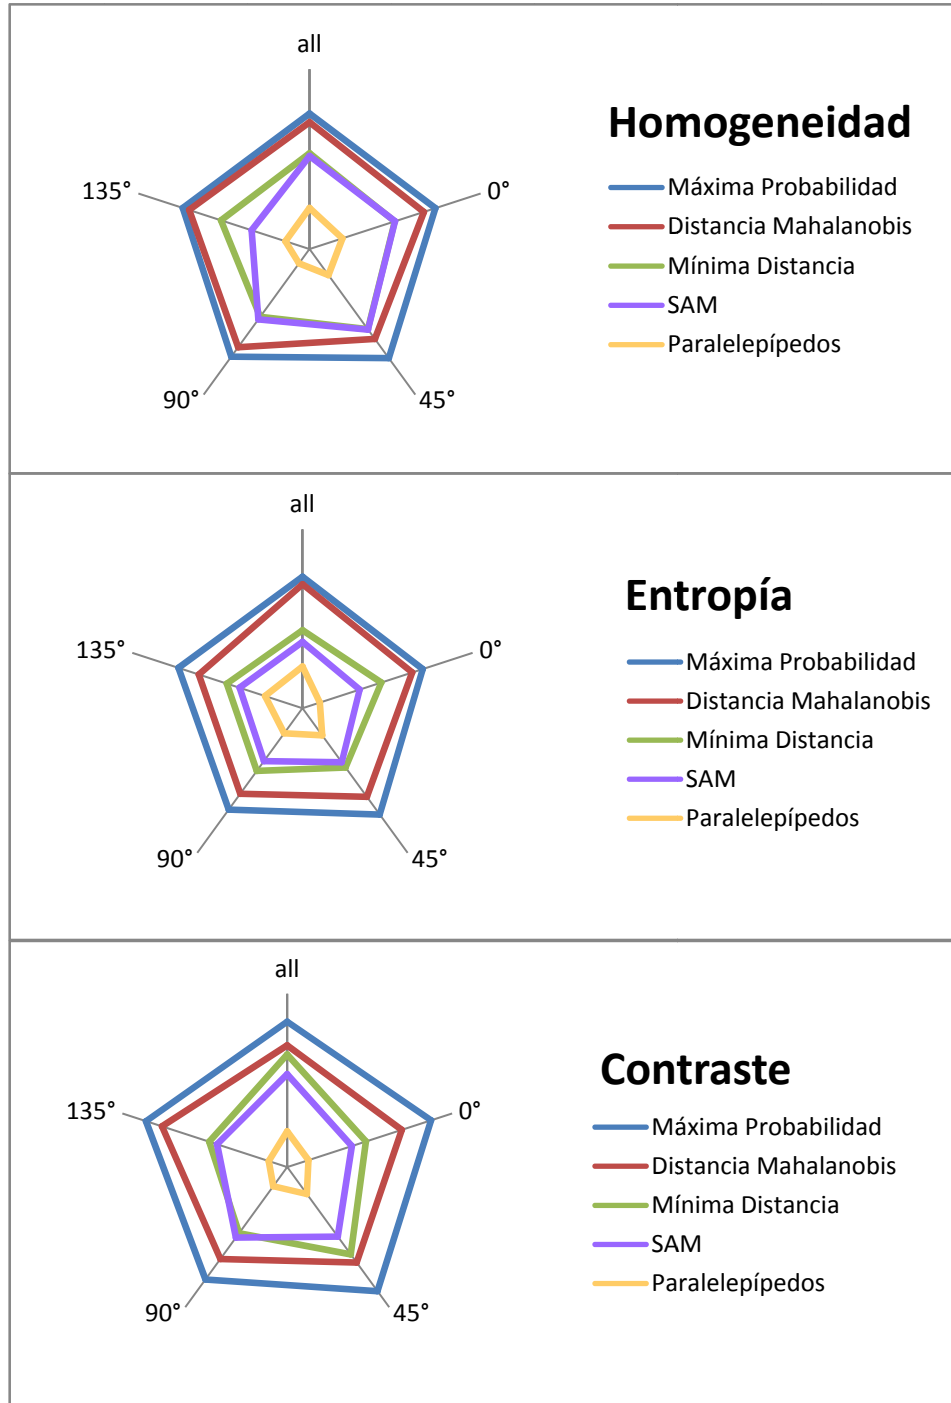 all
Homogeneidad
135°
0°
Máxima Probabilidad
Distancia Mahalanobis
Mínima Distancia
SAM
Paralelepípedos
90°
45°
all
Entropía
135°
0°
Máxima Probabilidad
Distancia Mahalanobis
Mínima Distancia
SAM
Paralelepípedos
90°
45°
all
Contraste
135°
0°
Máxima Probabilidad
Distancia Mahalanobis
Mínima Distancia
SAM
Paralelepípedos
90°
45°